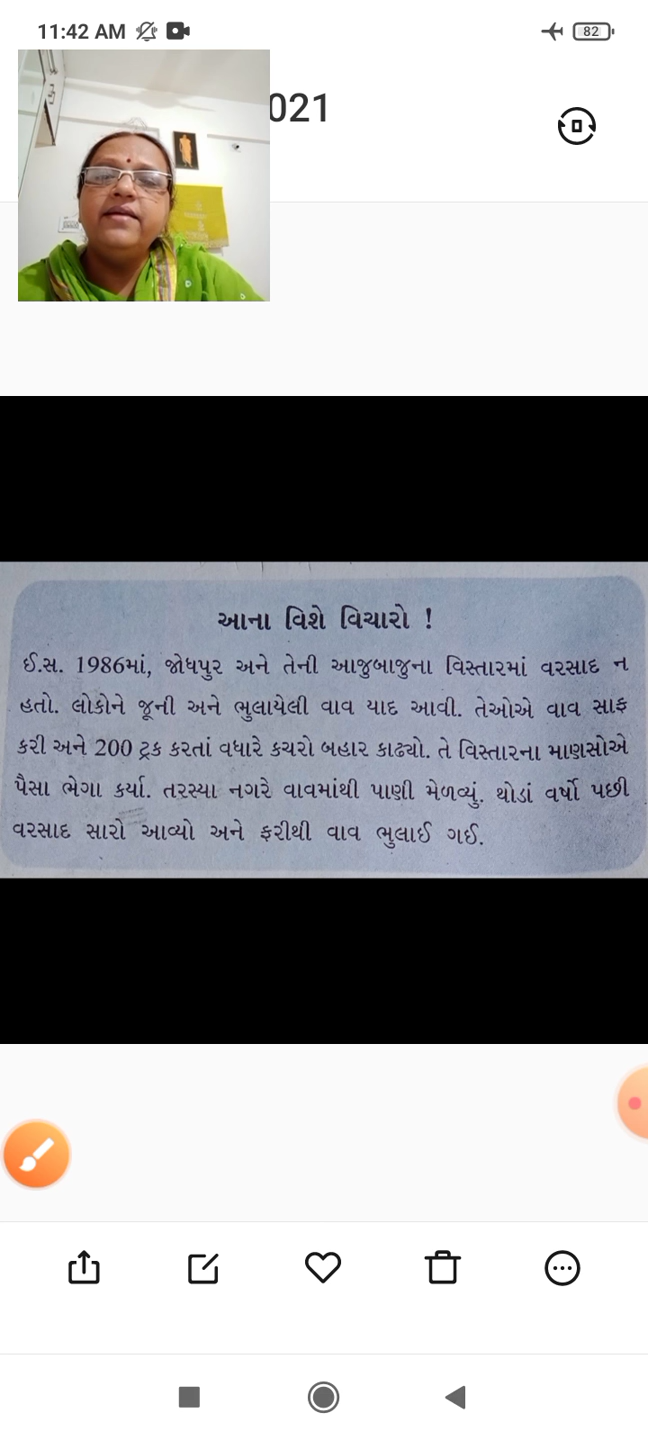 11:42 AM 82
021
આના વિશે વિચારો !
ઈ.સ. 1986માં, જોધપુર અને તેની આજુબાજુના વિસ્તારમાં વરસાદ ન
હતો. લોકોને જૂની અને ભુલાયેલી વાવ યાદ આવી. તેઓએ વાવ સાફ
કરી અને 200 ટ્રક કરતાં વધારે કચરો બહાર કાઢ્યો. તે વિસ્તારના માણસોએ
પૈસા ભેગા કર્યા. તરસ્યા નગરે વાવમાંથી પાણી મેળવ્યું. થોડાં વર્ષો પછી
વરસાદ સારો આવ્યો અને ફરીથી વાવ ભુલાઈ ગઈ.